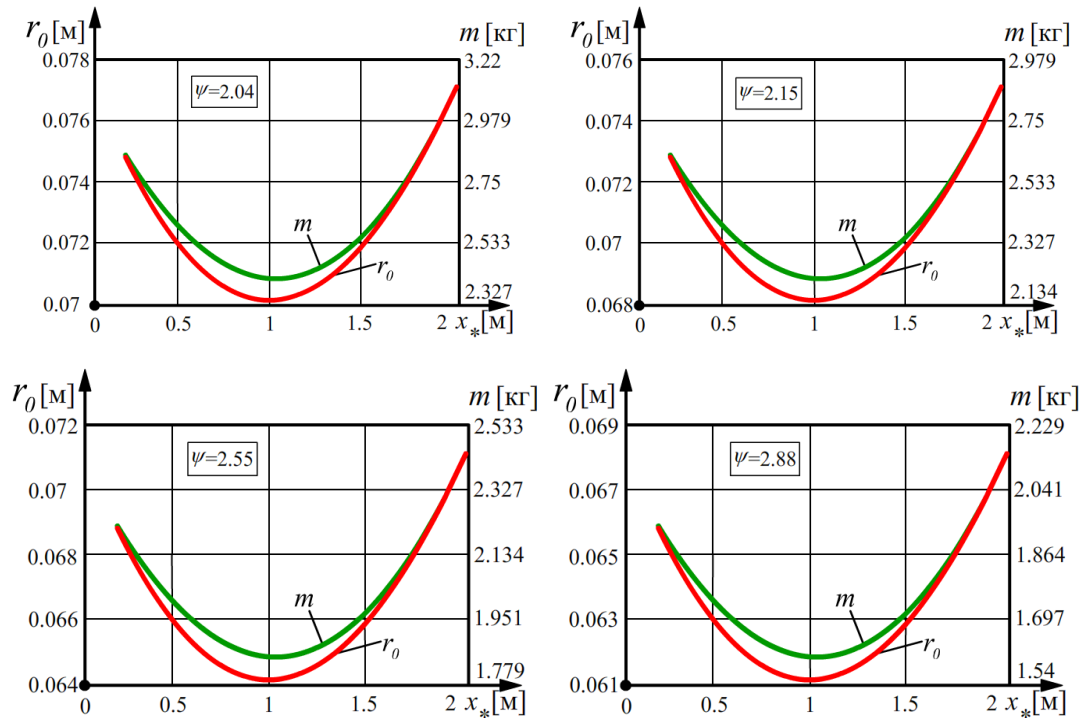 r₀ [м]
m [кг]
0.078
3.22
ψ=2.04
0.076
2.979
0.074
2.75
m
0.072
2.533
r₀
0.07
2.327
0
0.5
1
1.5
2
x* [м]
r₀ [м]
m [кг]
0.076
2.979
ψ=2.15
0.074
2.75
0.072
2.533
m
0.07
2.327
r₀
0.068
2.134
0
0.5
1
1.5
2
x* [м]
r₀ [м]
m [кг]
0.072
2.533
ψ=2.55
0.07
2.327
0.068
2.134
m
0.066
1.951
r₀
0.064
1.779
0
0.5
1
1.5
2
x* [м]
r₀ [м]
m [кг]
0.069
2.229
ψ=2.88
0.067
2.041
0.065
1.864
m
0.063
1.697
r₀
0.061
1.54
0
0.5
1
1.5
2
x* [м]